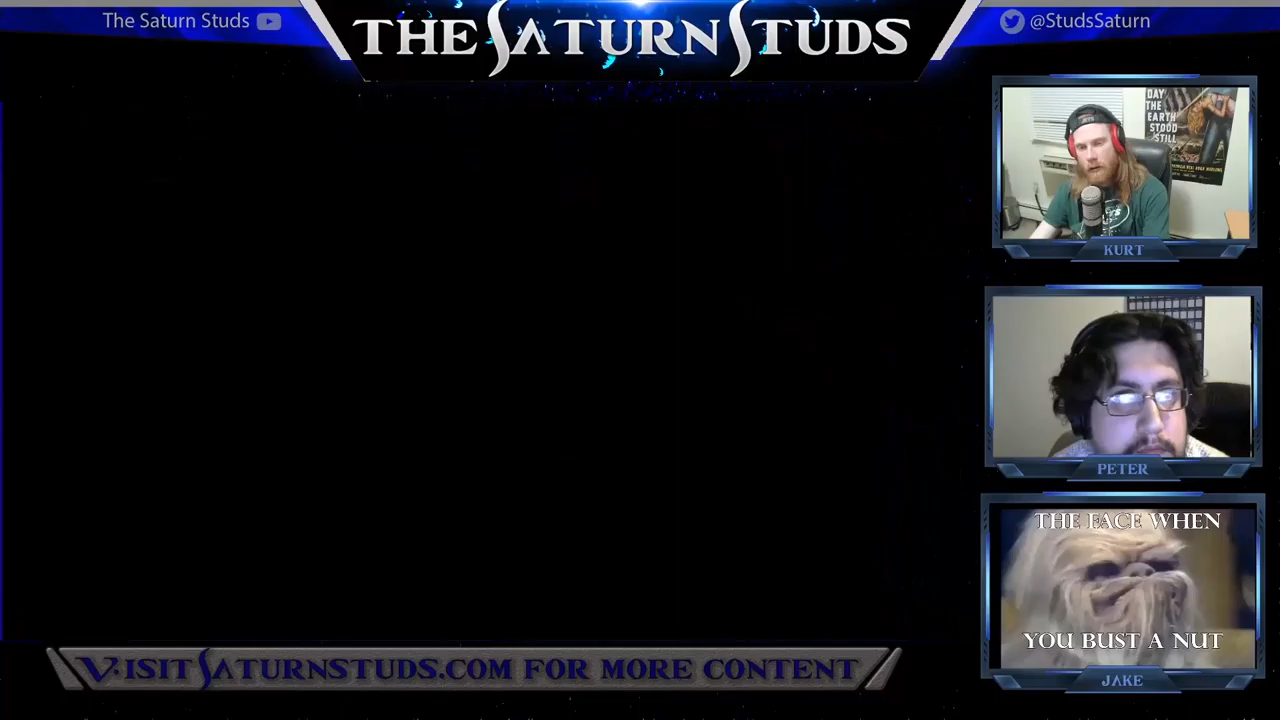 The Saturn Studs
THE SATURN STUDS
@StudsSaturn
DAY
THE
EARTH
STOOD
STILL
KURT
PETER
THE FACE WHEN
YOU BUST A NUT
JAKE
VISIT SATURNSTUDS.COM FOR MORE CONTENT